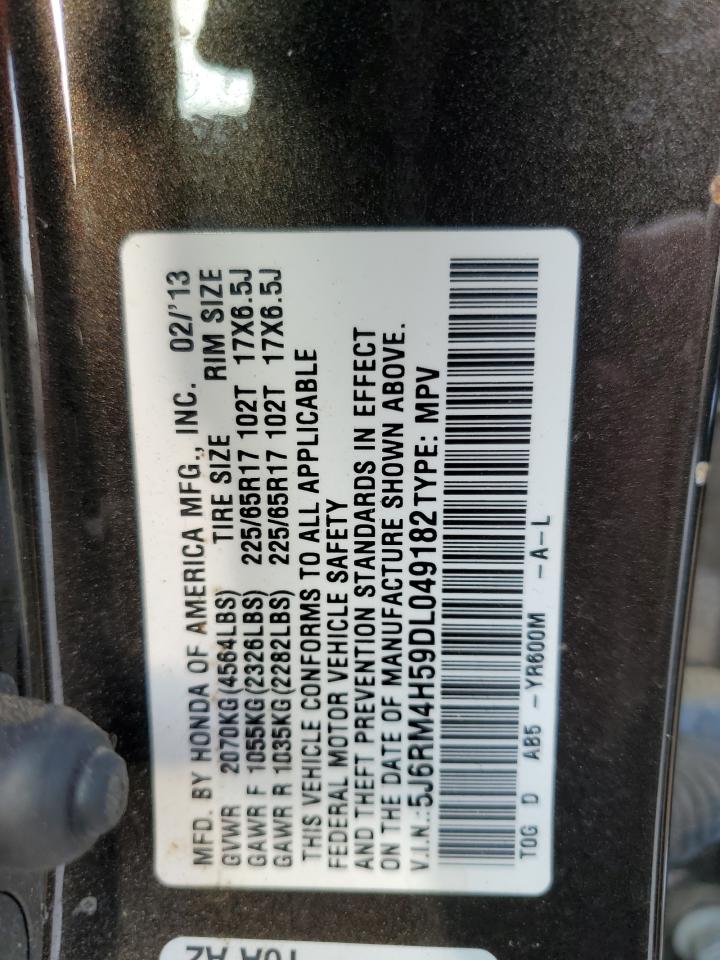 MFD. BY HONDA OF AMERICA MFG., INC. 02/'13
GVWR 2070KG(4564LBS) TIRE SIZE RIM SIZE
GAWR F 1055KG(2326LBS) 225/65R17 102T 17X6.5J
GAWR R 1035KG(2282LBS) 225/65R17 102T 17X6.5J
THIS VEHICLE CONFORMS TO ALL APPLICABLE
FEDERAL MOTOR VEHICLE SAFETY
AND THEFT PREVENTION STANDARDS IN EFFECT
ON THE DATE OF MANUFACTURE SHOWN ABOVE.
V.I.N.:5J6RM4H59DL049182 TYPE: MPV
T0G D AB5 -YR600M -A-L